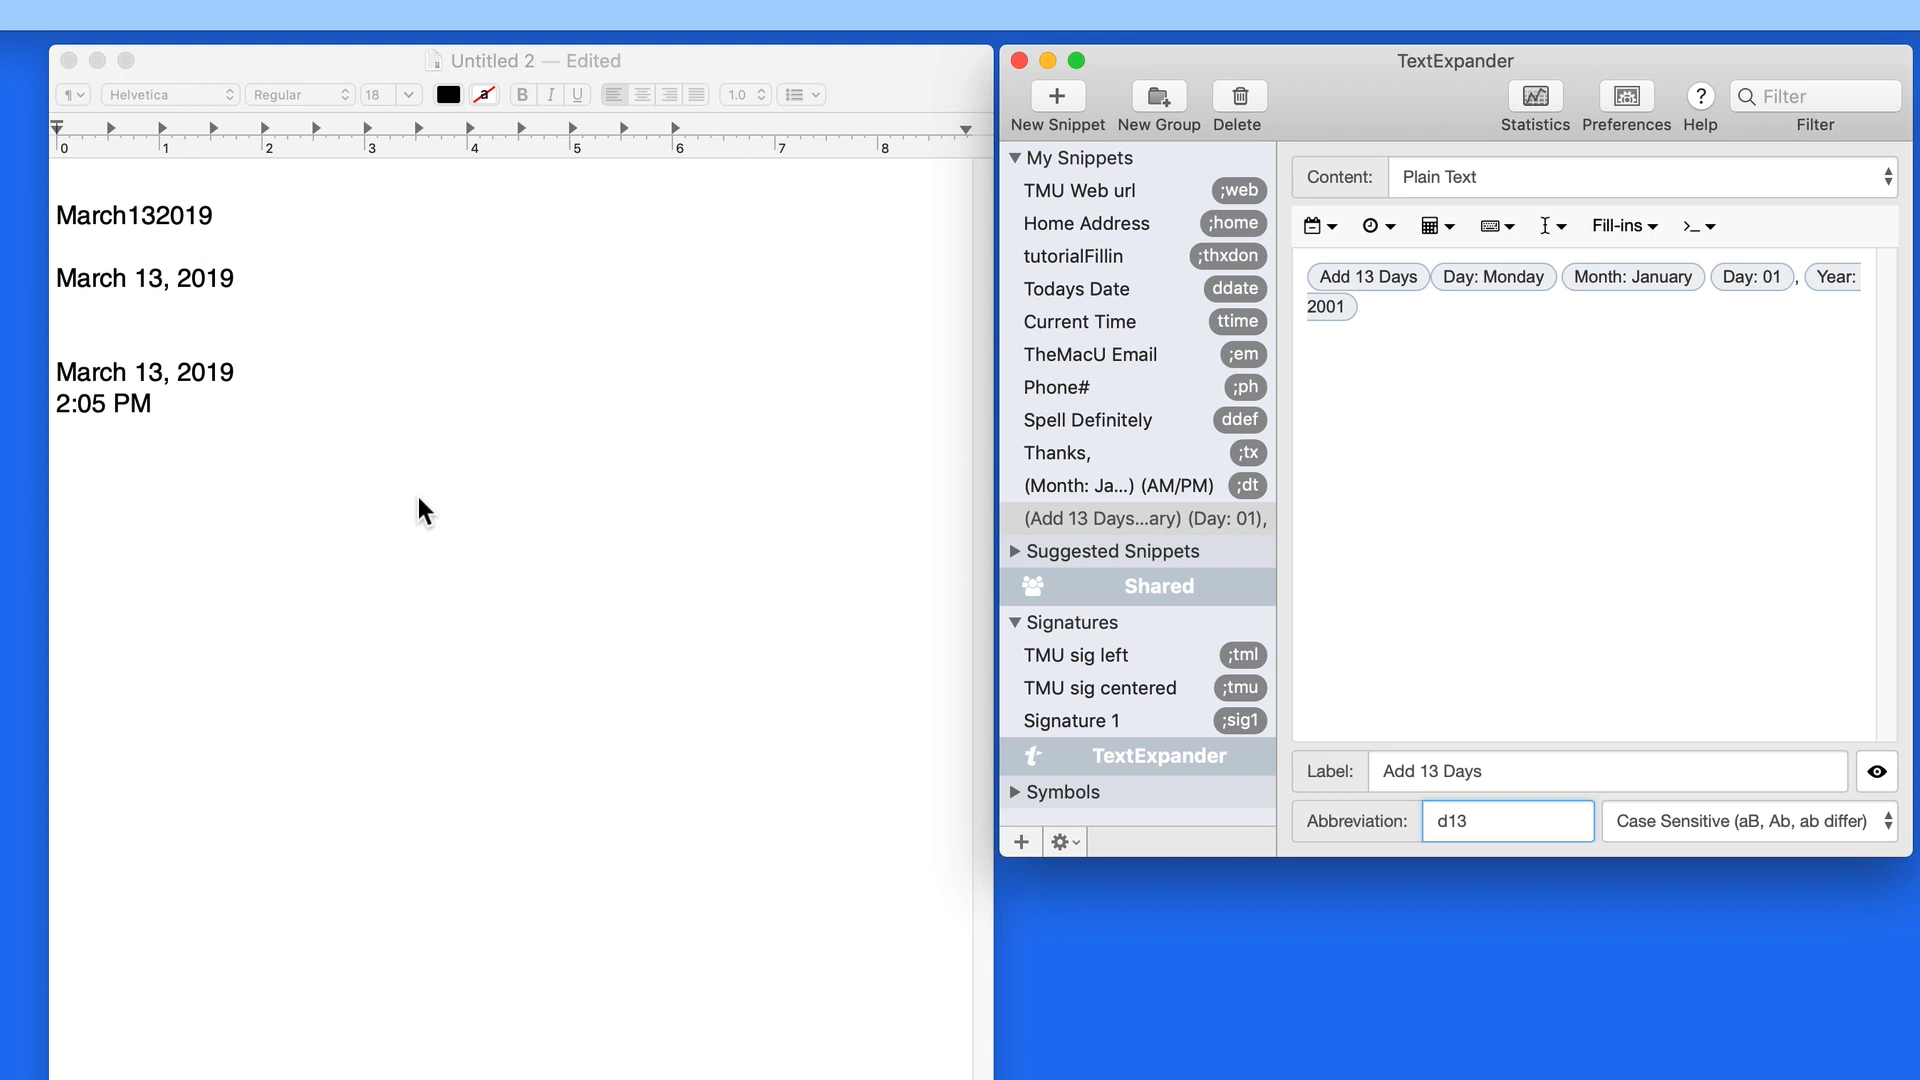 Untitled 2 — Edited
Helvetica Regular 18 a B I U 1.0
0 1 2 3 4 5 6 7 8
March132019
March 13, 2019
March 13, 2019
2:05 PM
TextExpander
New Snippet New Group Delete Statistics Preferences ? Help Filter
Filter
My Snippets
TMU Web url ;web
Home Address ;home
tutorialFillin ;thxdon
Todays Date ddate
Current Time ttime
TheMacU Email ;em
Phone# ;ph
Spell Definitely ddef
Thanks, ;tx
(Month: Ja...) (AM/PM) ;dt
(Add 13 Days...ary) (Day: 01),
Suggested Snippets
Shared
Signatures
TMU sig left ;tml
TMU sig centered ;tmu
Signature 1 ;sig1
TextExpander
Symbols
Content: Plain Text
Fill-ins
Add 13 Days Day: Monday Month: January Day: 01 , Year:
2001
Label: Add 13 Days
Abbreviation: d13 Case Sensitive (aB, Ab, ab differ)